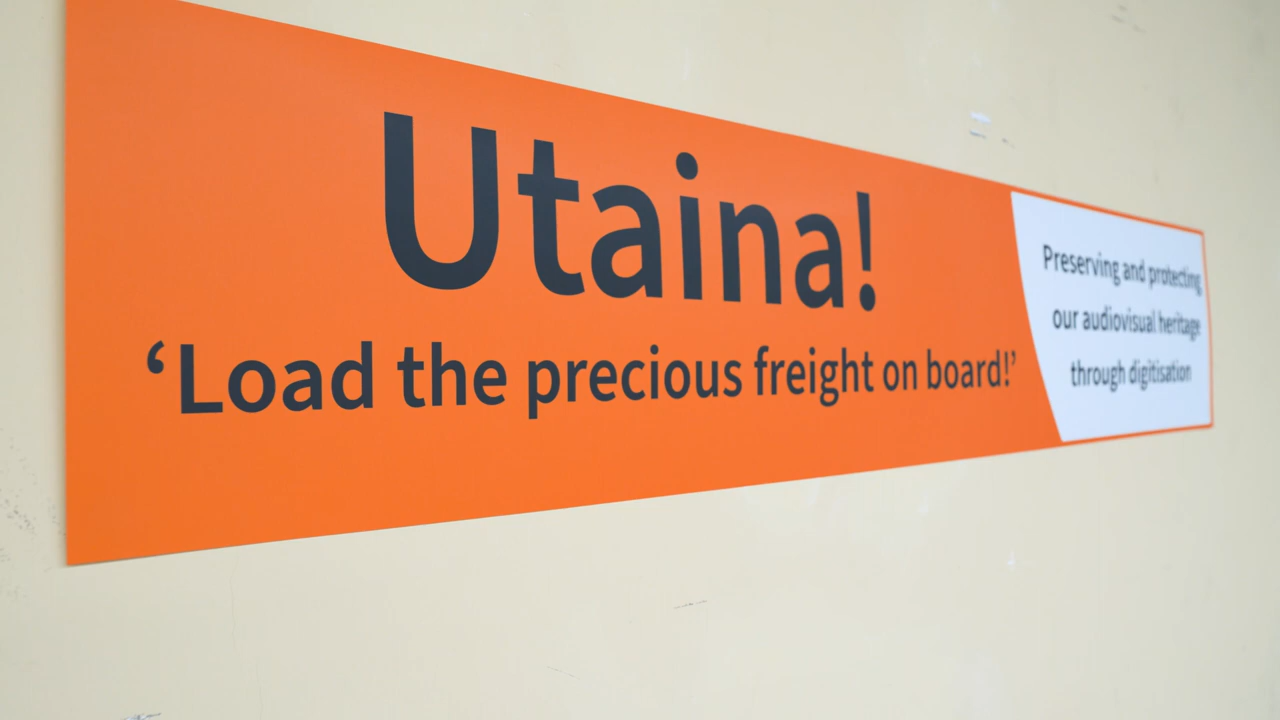 Utaina!
‘Load the precious freight on board!’
Preserving and protecting
our audiovisual heritage
through digitisation